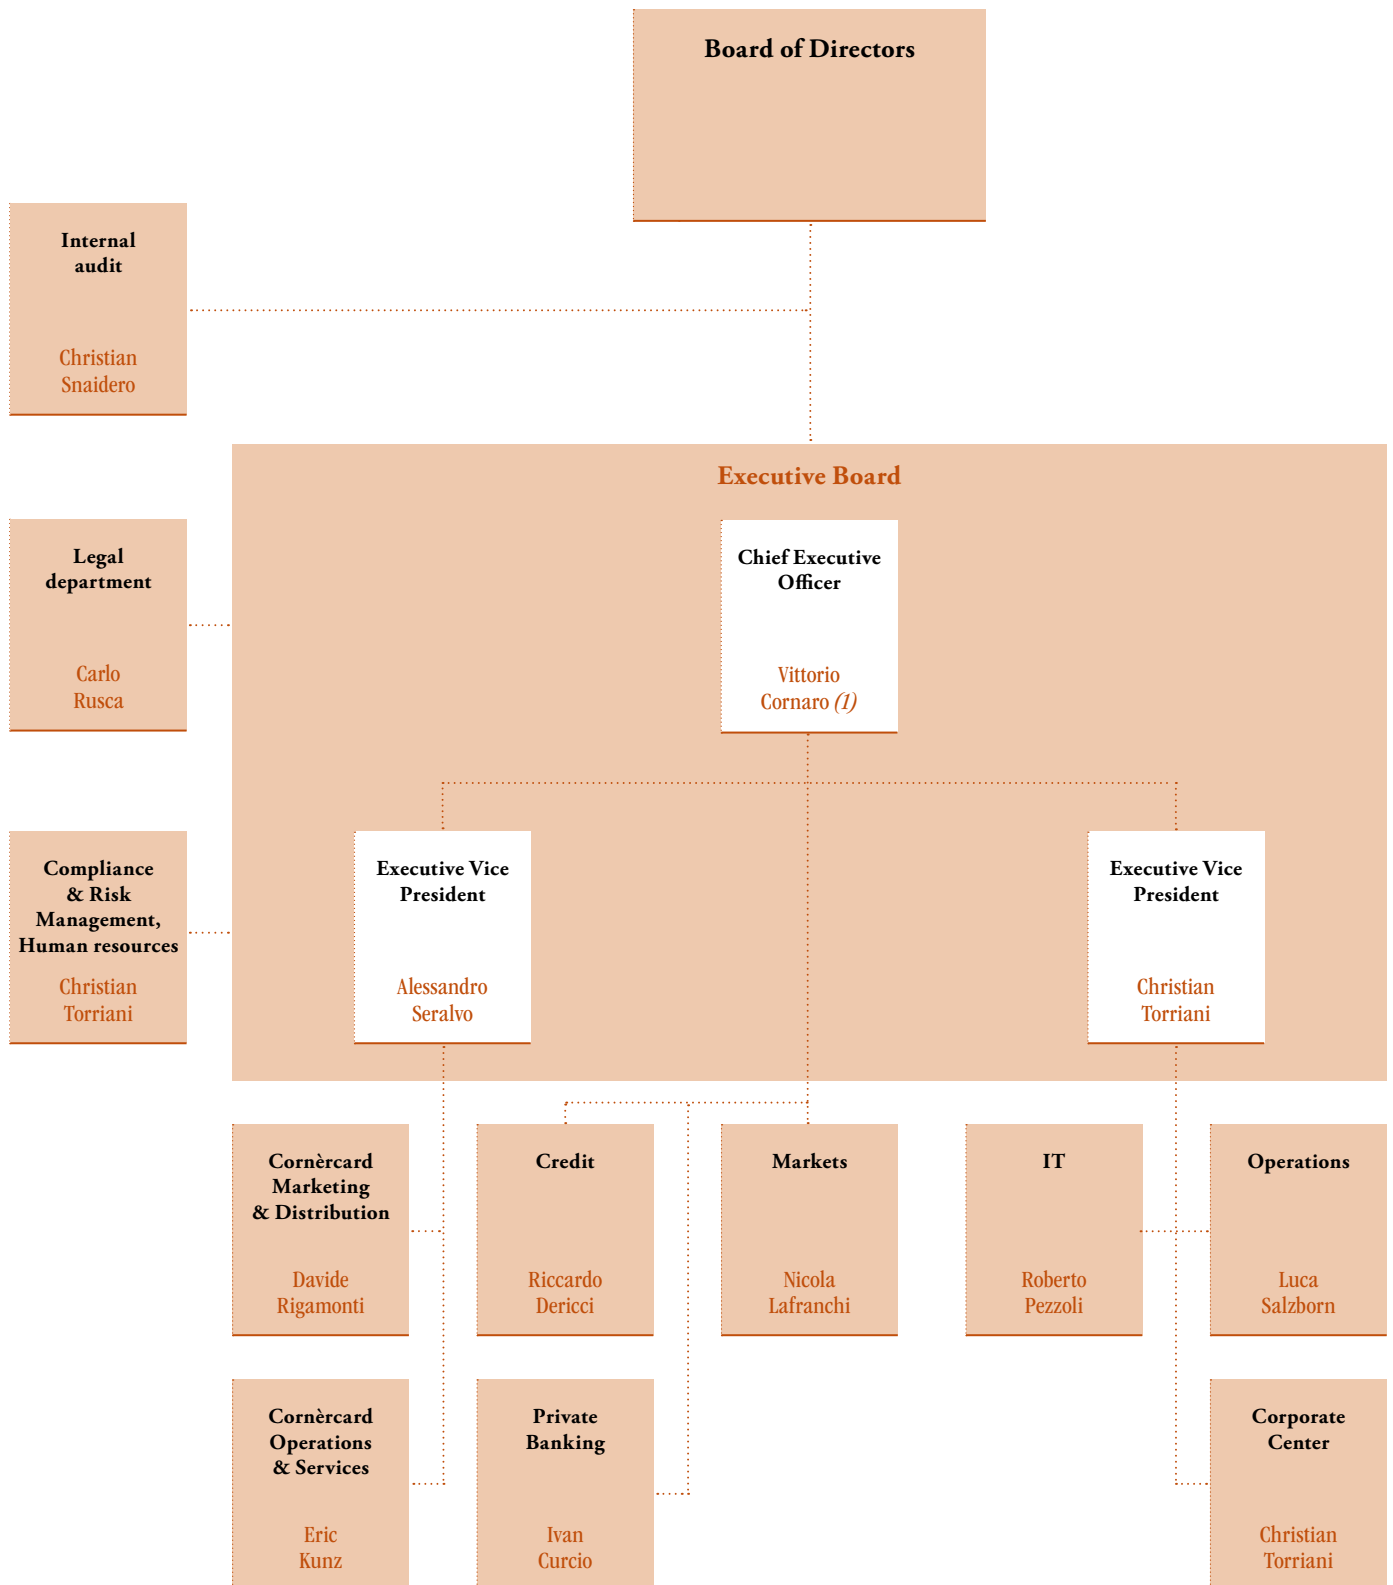 Board of Directors
Internal
audit
Christian
Snaidero
Executive Board
Legal
department
Carlo
Rusca
Chief Executive
Officer
Vittorio
Cornaro (1)
Compliance
& Risk
Management,
Human resources
Christian
Torriani
Executive Vice
President
Alessandro
Seralvo
Executive Vice
President
Christian
Torriani
Cornèrcard
Marketing
& Distribution
Davide
Rigamonti
Credit
Riccardo
Dericci
Markets
Nicola
Lafranchi
IT
Roberto
Pezzoli
Operations
Luca
Salzborn
Cornèrcard
Operations
& Services
Eric
Kunz
Private
Banking
Ivan
Curcio
Corporate
Center
Christian
Torriani